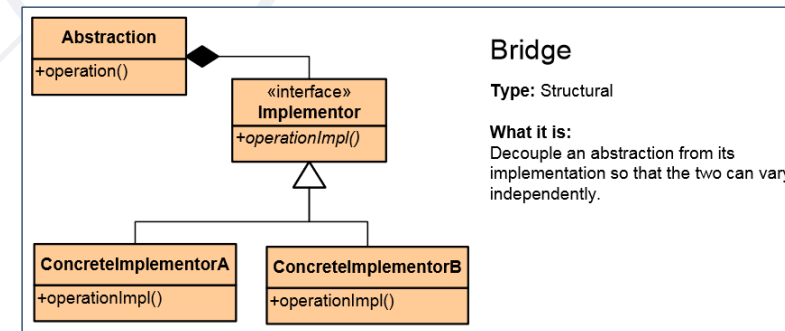 Abstraction
+operation()
«interface»
Implementor
+operationImpl()
ConcreteImplementorA
+operationImpl()
ConcreteImplementorB
+operationImpl()
Bridge
Type: Structural
What it is:
Decouple an abstraction from its
implementation so that the two can vary
independently.